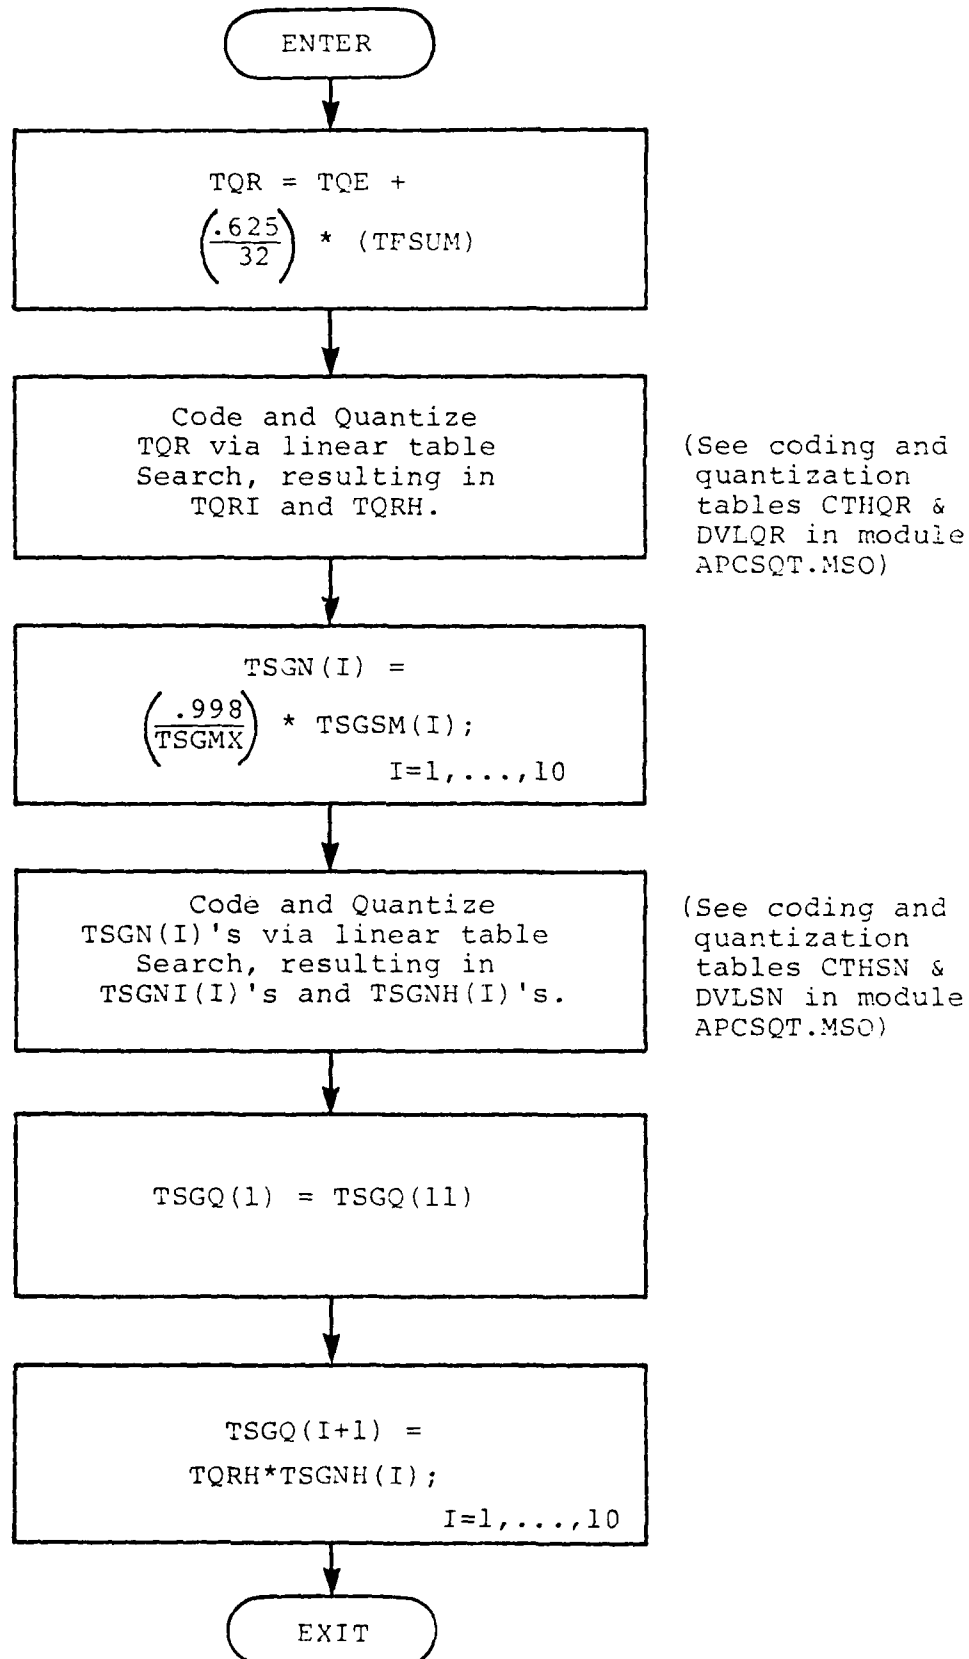 ENTER
TQR = TQE +
(.625/32) * (TFSUM)
Code and Quantize
TQR via linear table
Search, resulting in
TQRI and TQRH.
(See coding and
quantization
tables CTHQR &
DVLQR in module
APCSQT.MSO)
TSGN(I) =
(.998/TSGMX) * TSGSM(I);
I=1,...,10
Code and Quantize
TSGN(I)'s via linear table
Search, resulting in
TSGNI(I)'s and TSGNH(I)'s.
(See coding and
quantization
tables CTHSN &
DVLSN in module
APCSQT.MSO)
TSGQ(1) = TSGQ(11)
TSGQ(I+1) =
TQRH*TSGNH(I);
I=1,...,10
EXIT